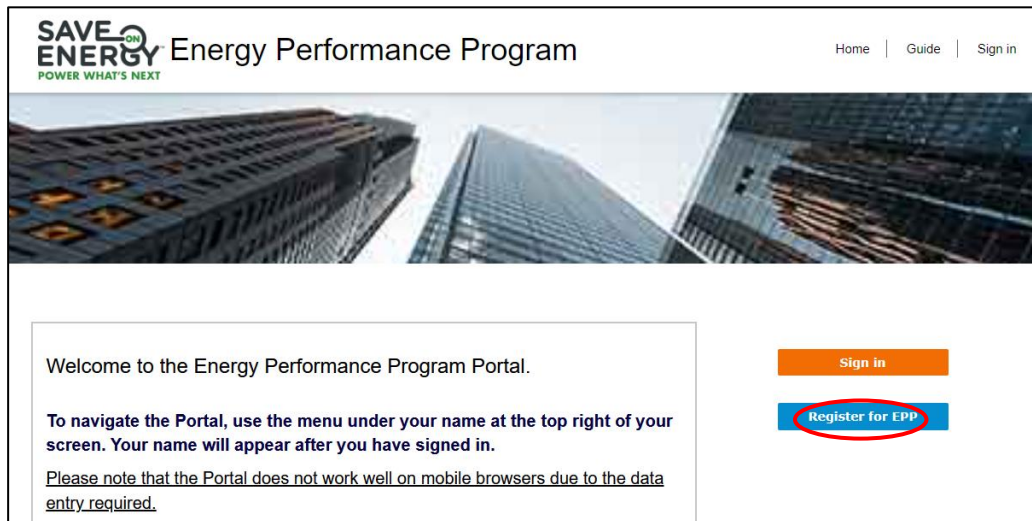 SAVE ON
ENERGY™
POWER WHAT'S NEXT
Energy Performance Program
Home
Guide
Sign in
Welcome to the Energy Performance Program Portal.
To navigate the Portal, use the menu under your name at the top right of your
screen. Your name will appear after you have signed in.
Please note that the Portal does not work well on mobile browsers due to the data
entry required.
Sign in
Register for EPP